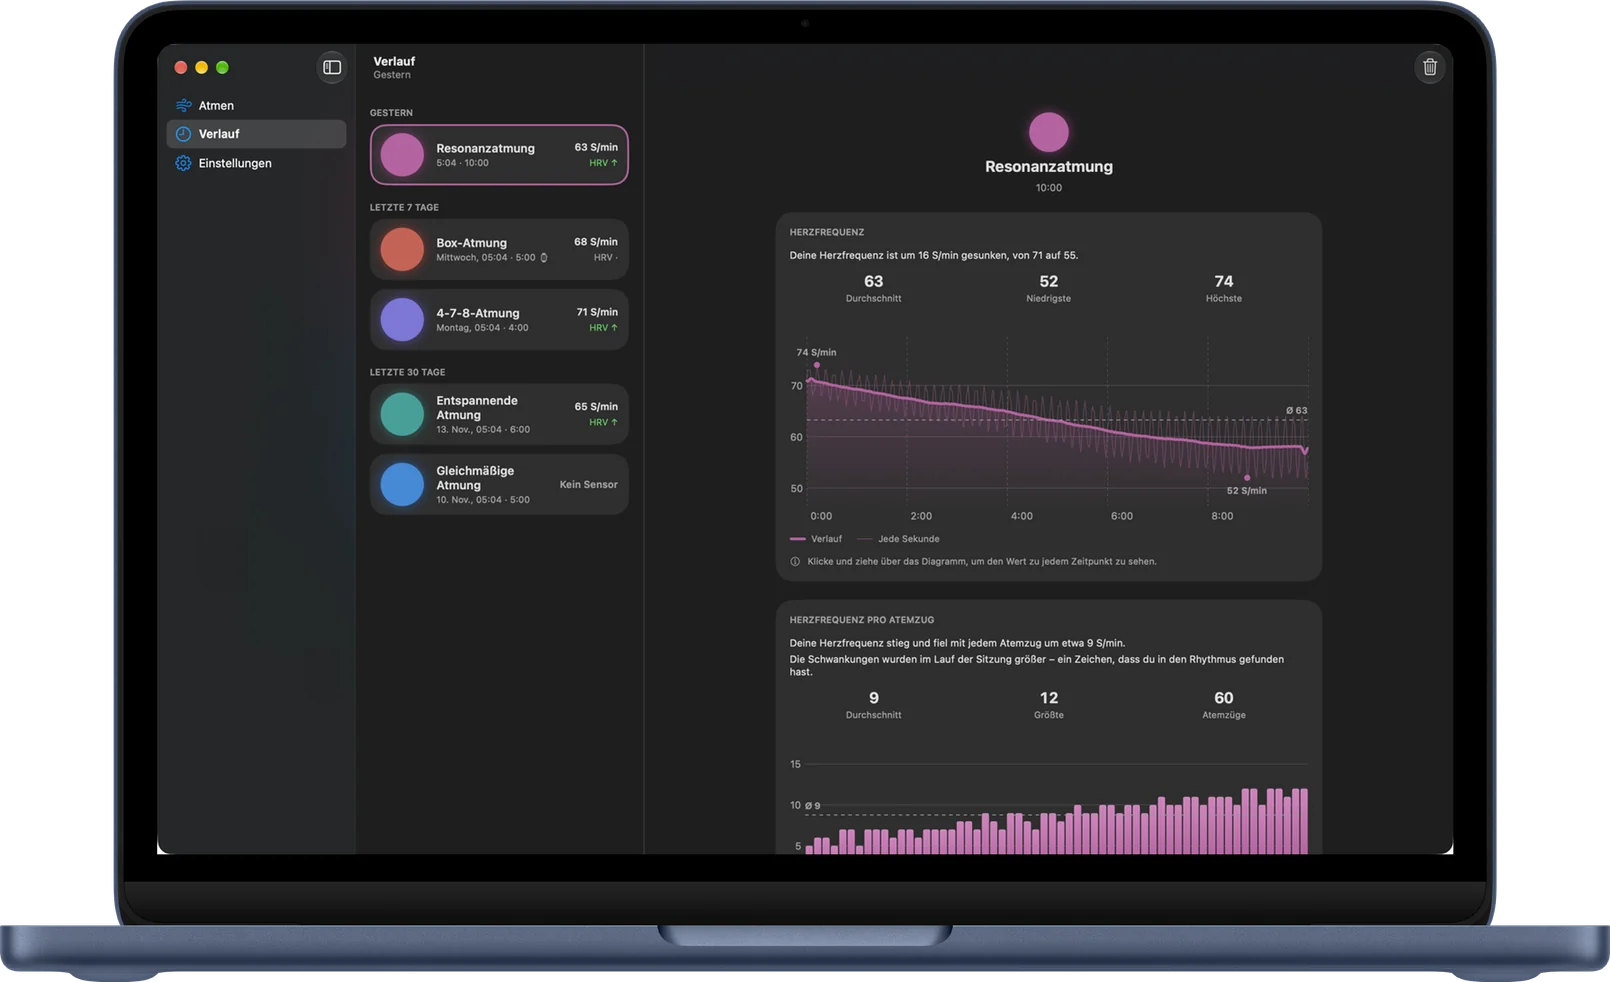 Atmen
Verlauf
Einstellungen
Verlauf
Gestern
GESTERN
Resonanzatmung
63 S/min
5:04 · 10:00
HRV ↑
LETZTE 7 TAGE
Box-Atmung
68 S/min
Mittwoch, 05:04 · 5:00
HRV ·
4-7-8-Atmung
71 S/min
Montag, 05:04 · 4:00
HRV ↑
LETZTE 30 TAGE
Entspannende
Atmung
65 S/min
13. Nov., 05:04 · 6:00
HRV ↑
Gleichmäßige
Atmung
Kein Sensor
10. Nov., 05:04 · 5:00
Resonanzatmung
10:00
HERZFREQUENZ
Deine Herzfrequenz ist um 16 S/min gesunken, von 71 auf 55.
63 52 74
Durchschnitt Niedrigste Höchste
74 S/min
70
Ø 63
60
50
52 S/min
0:00 2:00 4:00 6:00 8:00
Verlauf Jede Sekunde
Klicke und ziehe über das Diagramm, um den Wert zu jedem Zeitpunkt zu sehen.
HERZFREQUENZ PRO ATEMZUG
Deine Herzfrequenz stieg und fiel mit jedem Atemzug um etwa 9 S/min.
Die Schwankungen wurden im Lauf der Sitzung größer – ein Zeichen, dass du in den Rhythmus gefunden
hast.
9 12 60
Durchschnitt Größte Atemzüge
15
10 Ø 9
5